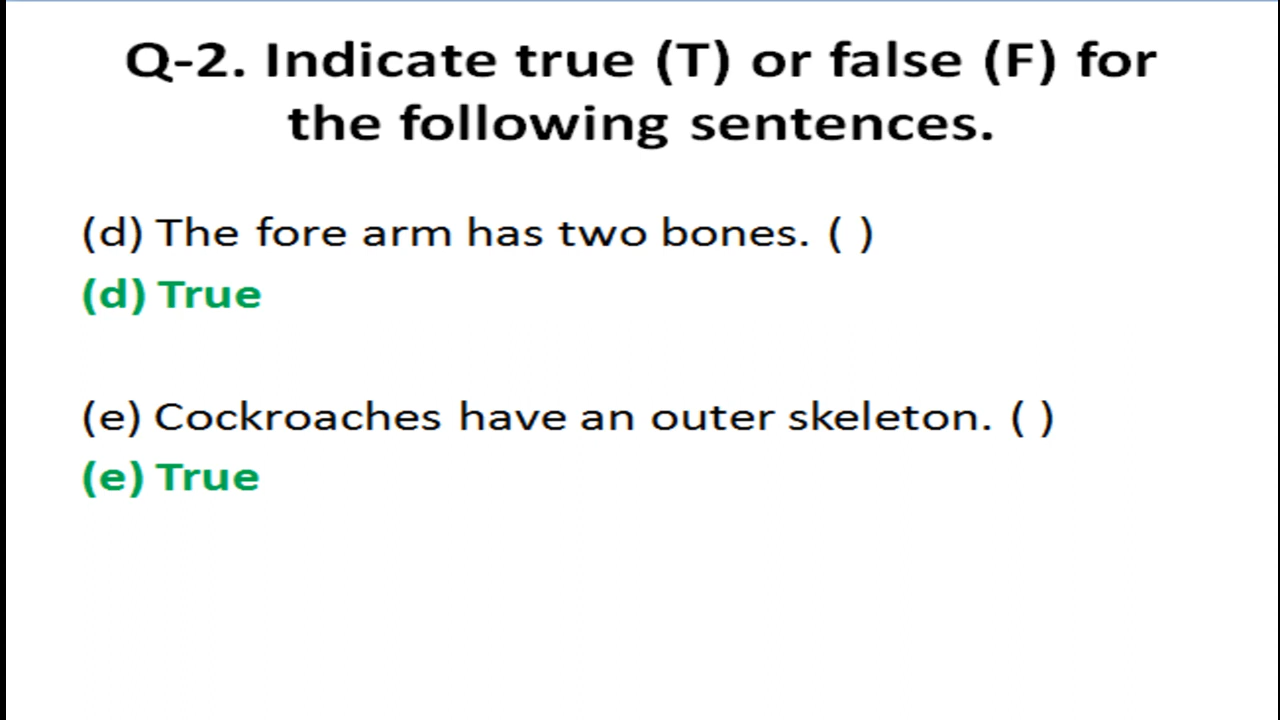 Q-2. Indicate true (T) or false (F) for
the following sentences.
(d) The fore arm has two bones. ( )
(d) True
(e) Cockroaches have an outer skeleton. ( )
(e) True